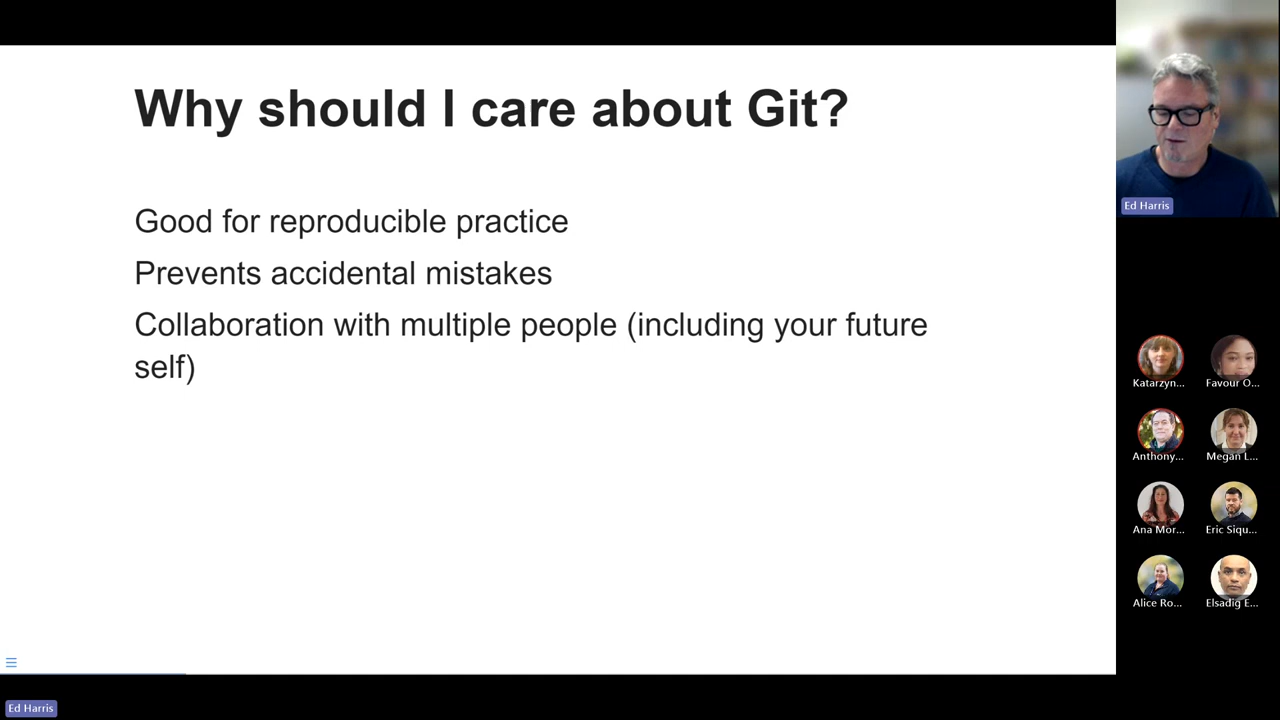 Why should I care about Git?
Good for reproducible practice
Prevents accidental mistakes
Collaboration with multiple people (including your future
self)
Ed Harris
Katarzyn...
Favour O...
Anthony...
Megan L...
Ana Mor...
Eric Siqu...
Alice Ro...
Elsadig E...
Ed Harris